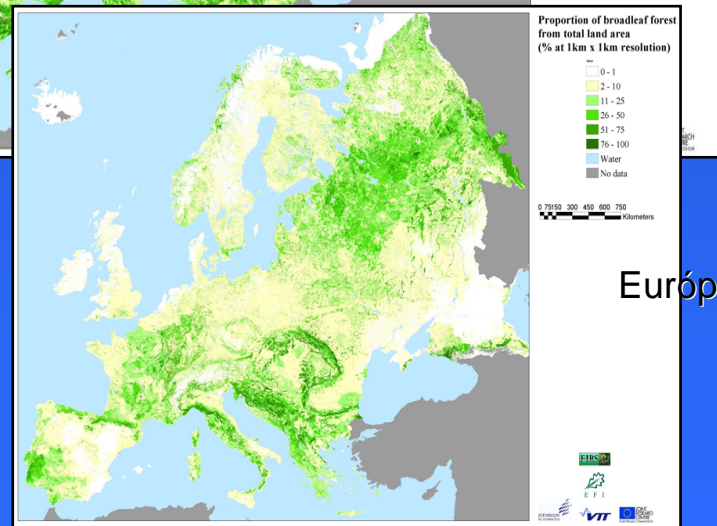 Proportion of broadleaf forest
from total land area
(% at 1km x 1km resolution)
0 - 1
2 - 10
11 - 25
26 - 50
51 - 75
76 - 100
Water
No data
0 75150 300 450 600 750
Kilometers
Európ
EFI
VTT